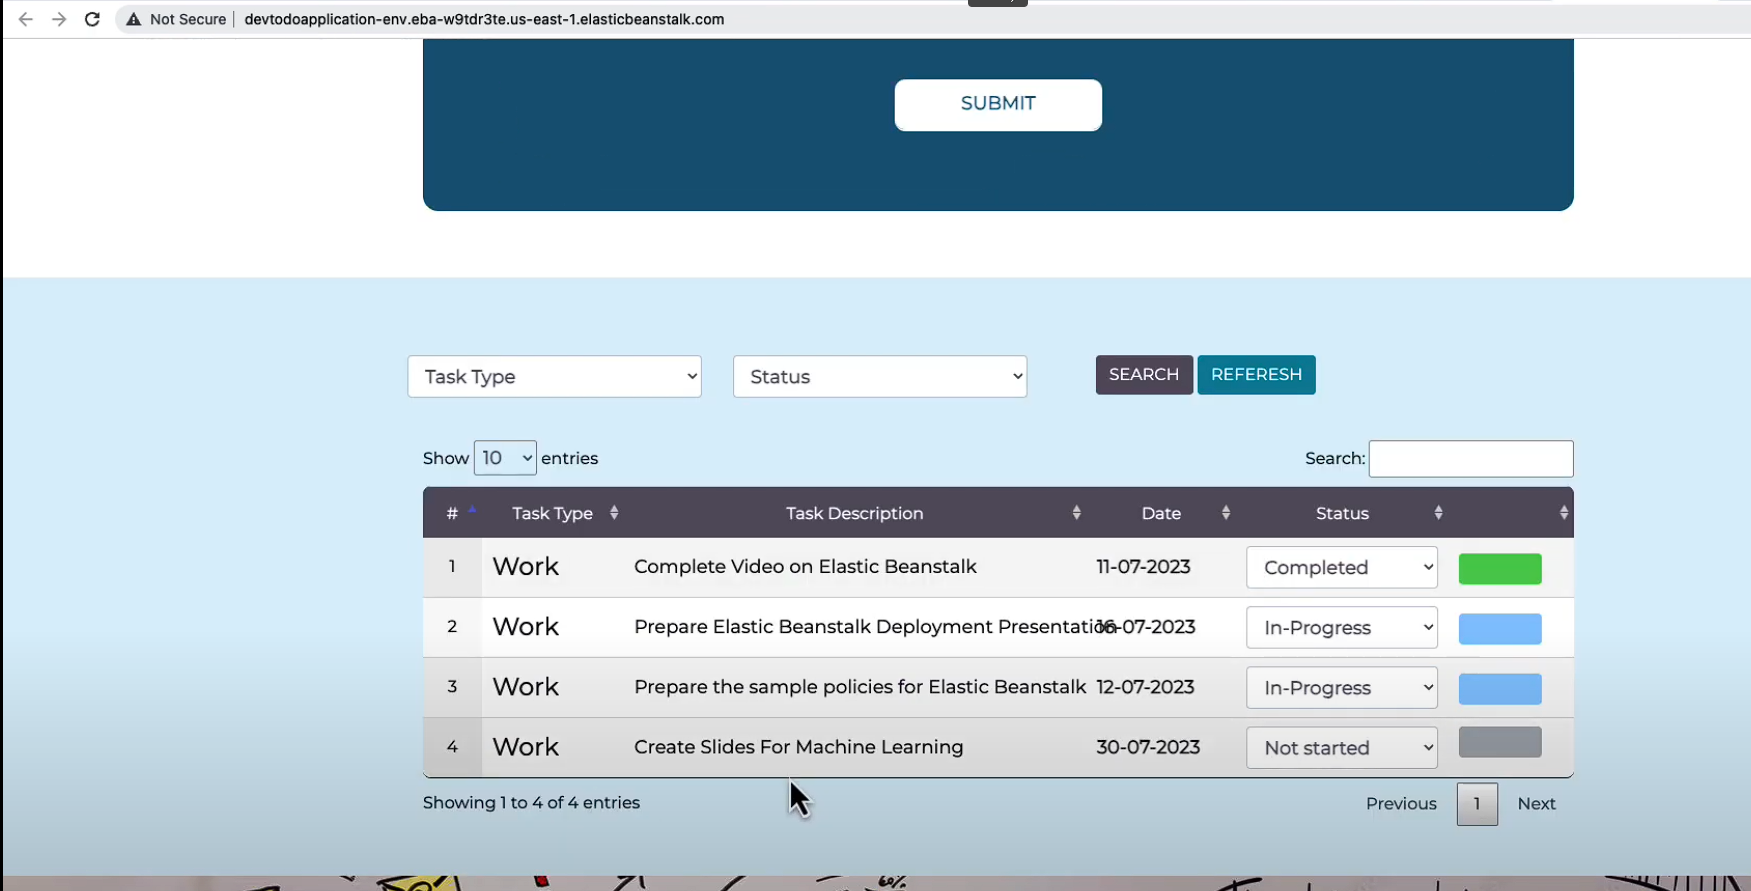 Not Secure devtodoapplication-env.eba-w9tdr3te.us-east-1.elasticbeanstalk.com
SUBMIT
Task Type Status SEARCH REFERESH
Show 10 entries Search:
# Task Type Task Description Date Status
1 Work Complete Video on Elastic Beanstalk 11-07-2023 Completed
2 Work Prepare Elastic Beanstalk Deployment Presentation 16-07-2023 In-Progress
3 Work Prepare the sample policies for Elastic Beanstalk 12-07-2023 In-Progress
4 Work Create Slides For Machine Learning 30-07-2023 Not started
Showing 1 to 4 of 4 entries Previous 1 Next